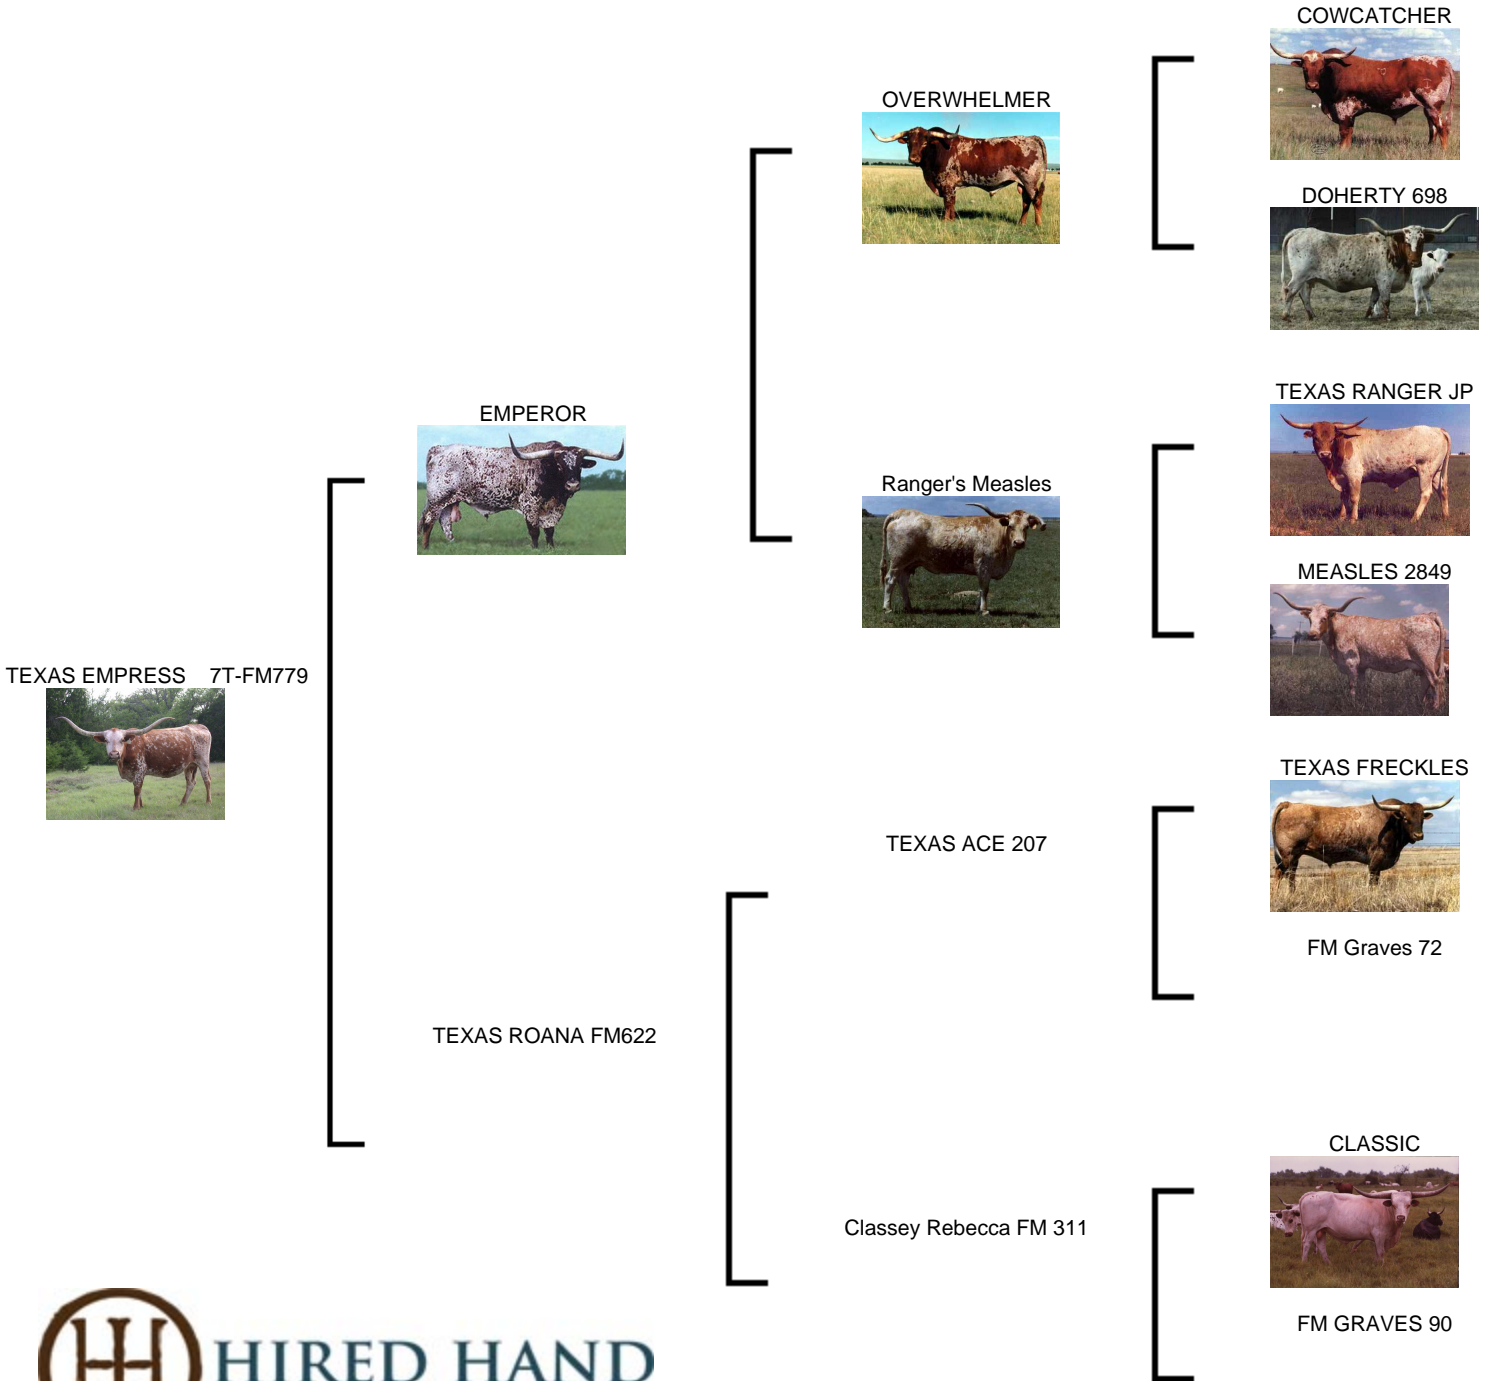 COWCATCHER
OVERWHELMER
DOHERTY 698
TEXAS RANGER JP
EMPEROR
Ranger's Measles
MEASLES 2849
TEXAS EMPRESS 7T-FM779
TEXAS FRECKLES
TEXAS ACE 207
FM Graves 72
TEXAS ROANA FM622
CLASSIC
Classey Rebecca FM 311
FM GRAVES 90
HIRED HAND